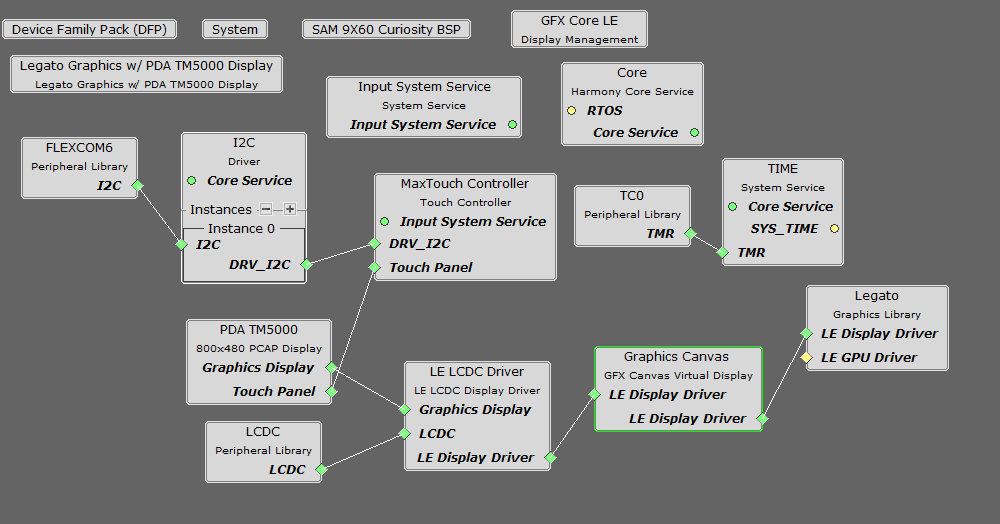 Device Family Pack (DFP)
System
SAM 9X60 Curiosity BSP
GFX Core LE
Display Management
Legato Graphics w/ PDA TM5000 Display
Legato Graphics w/ PDA TM5000 Display
Input System Service
System Service
Input System Service
Core
Harmony Core Service
RTOS
Core Service
FLEXCOM6
Peripheral Library
I2C
I2C
Driver
Core Service
Instances
Instance 0
I2C
DRV_I2C
MaxTouch Controller
Touch Controller
Input System Service
DRV_I2C
Touch Panel
TC0
Peripheral Library
TMR
TIME
System Service
Core Service
SYS_TIME
TMR
PDA TM5000
800x480 PCAP Display
Graphics Display
Touch Panel
LCDC
Peripheral Library
LCDC
LE LCDC Driver
LE LCDC Display Driver
Graphics Display
LCDC
LE Display Driver
Graphics Canvas
GFX Canvas Virtual Display
LE Display Driver
LE Display Driver
Legato
Graphics Library
LE Display Driver
LE GPU Driver